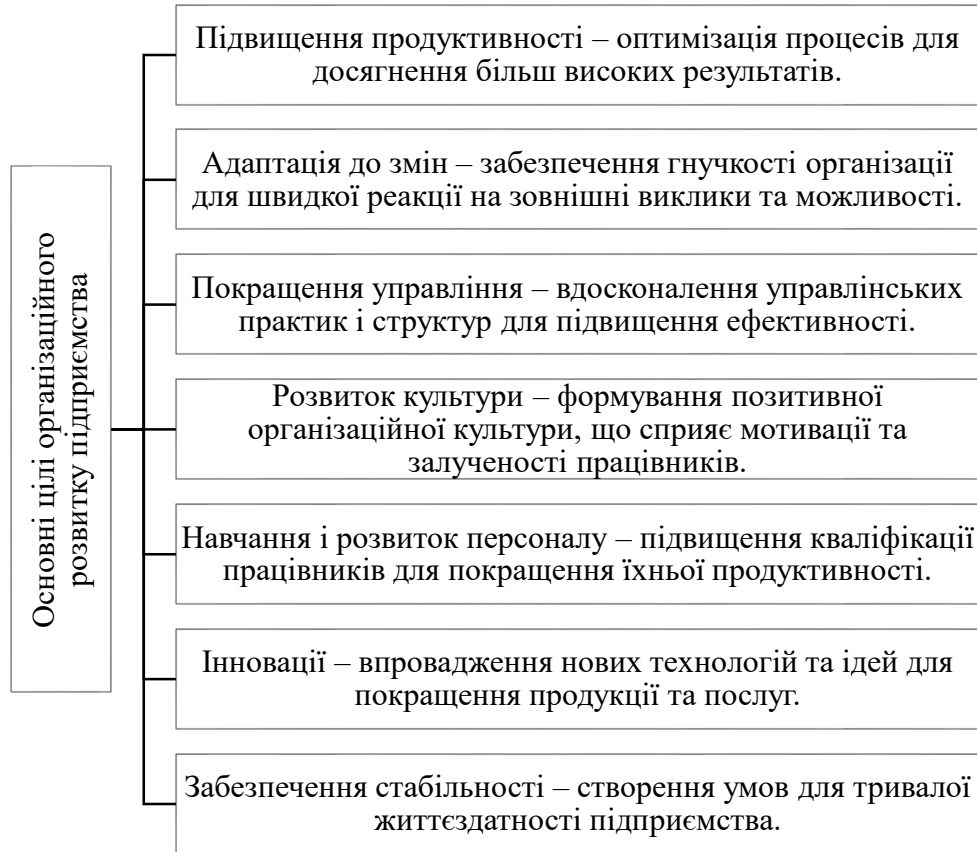 Основні цілі організаційного
розвитку підприємства
Підвищення продуктивності – оптимізація процесів для
досягнення більш високих результатів.
Адаптація до змін – забезпечення гнучкості організації
для швидкої реакції на зовнішні виклики та можливості.
Покращення управління – вдосконалення управлінських
практик і структур для підвищення ефективності.
Розвиток культури – формування позитивної
організаційної культури, що сприяє мотивації та
залученості працівників.
Навчання і розвиток персоналу – підвищення кваліфікації
працівників для покращення їхньої продуктивності.
Інновації – впровадження нових технологій та ідей для
покращення продукції та послуг.
Забезпечення стабільності – створення умов для тривалої
життєздатності підприємства.